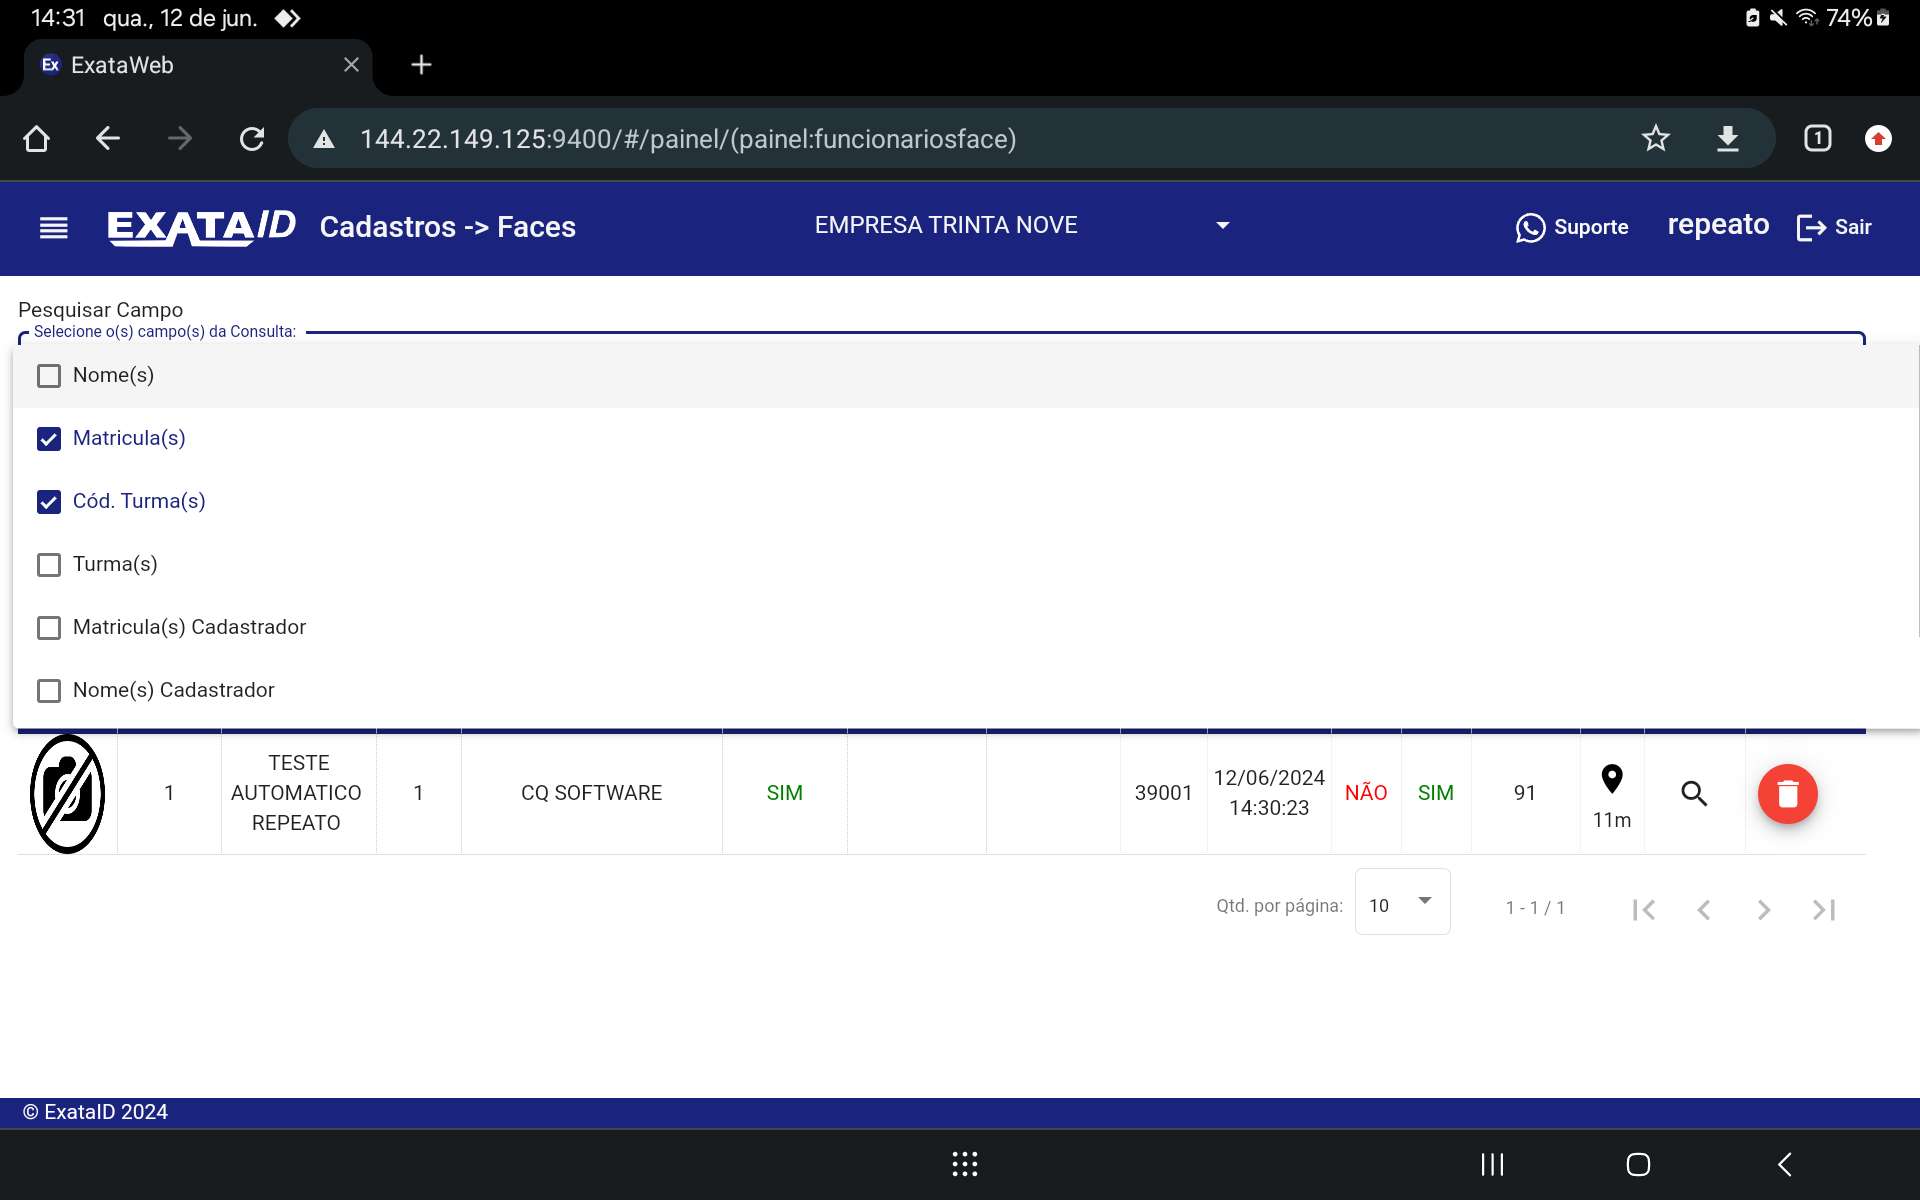 14:31 qua., 12 de jun. 74%
Ex ExataWeb
144.22.149.125:9400/#/painel/(painel:funcionariosface) 1
EXATA ID Cadastros -> Faces EMPRESA TRINTA NOVE Suporte repeato Sair
Pesquisar Campo
Selecione o(s) campo(s) da Consulta:
Nome(s)
Matricula(s)
Cód. Turma(s)
Turma(s)
Matricula(s) Cadastrador
Nome(s) Cadastrador
1 TESTE AUTOMATICO REPEATO 1 CQ SOFTWARE SIM 39001 12/06/2024 14:30:23 NÃO SIM 91 11m
Qtd. por página: 10 1 - 1 / 1
© ExataID 2024